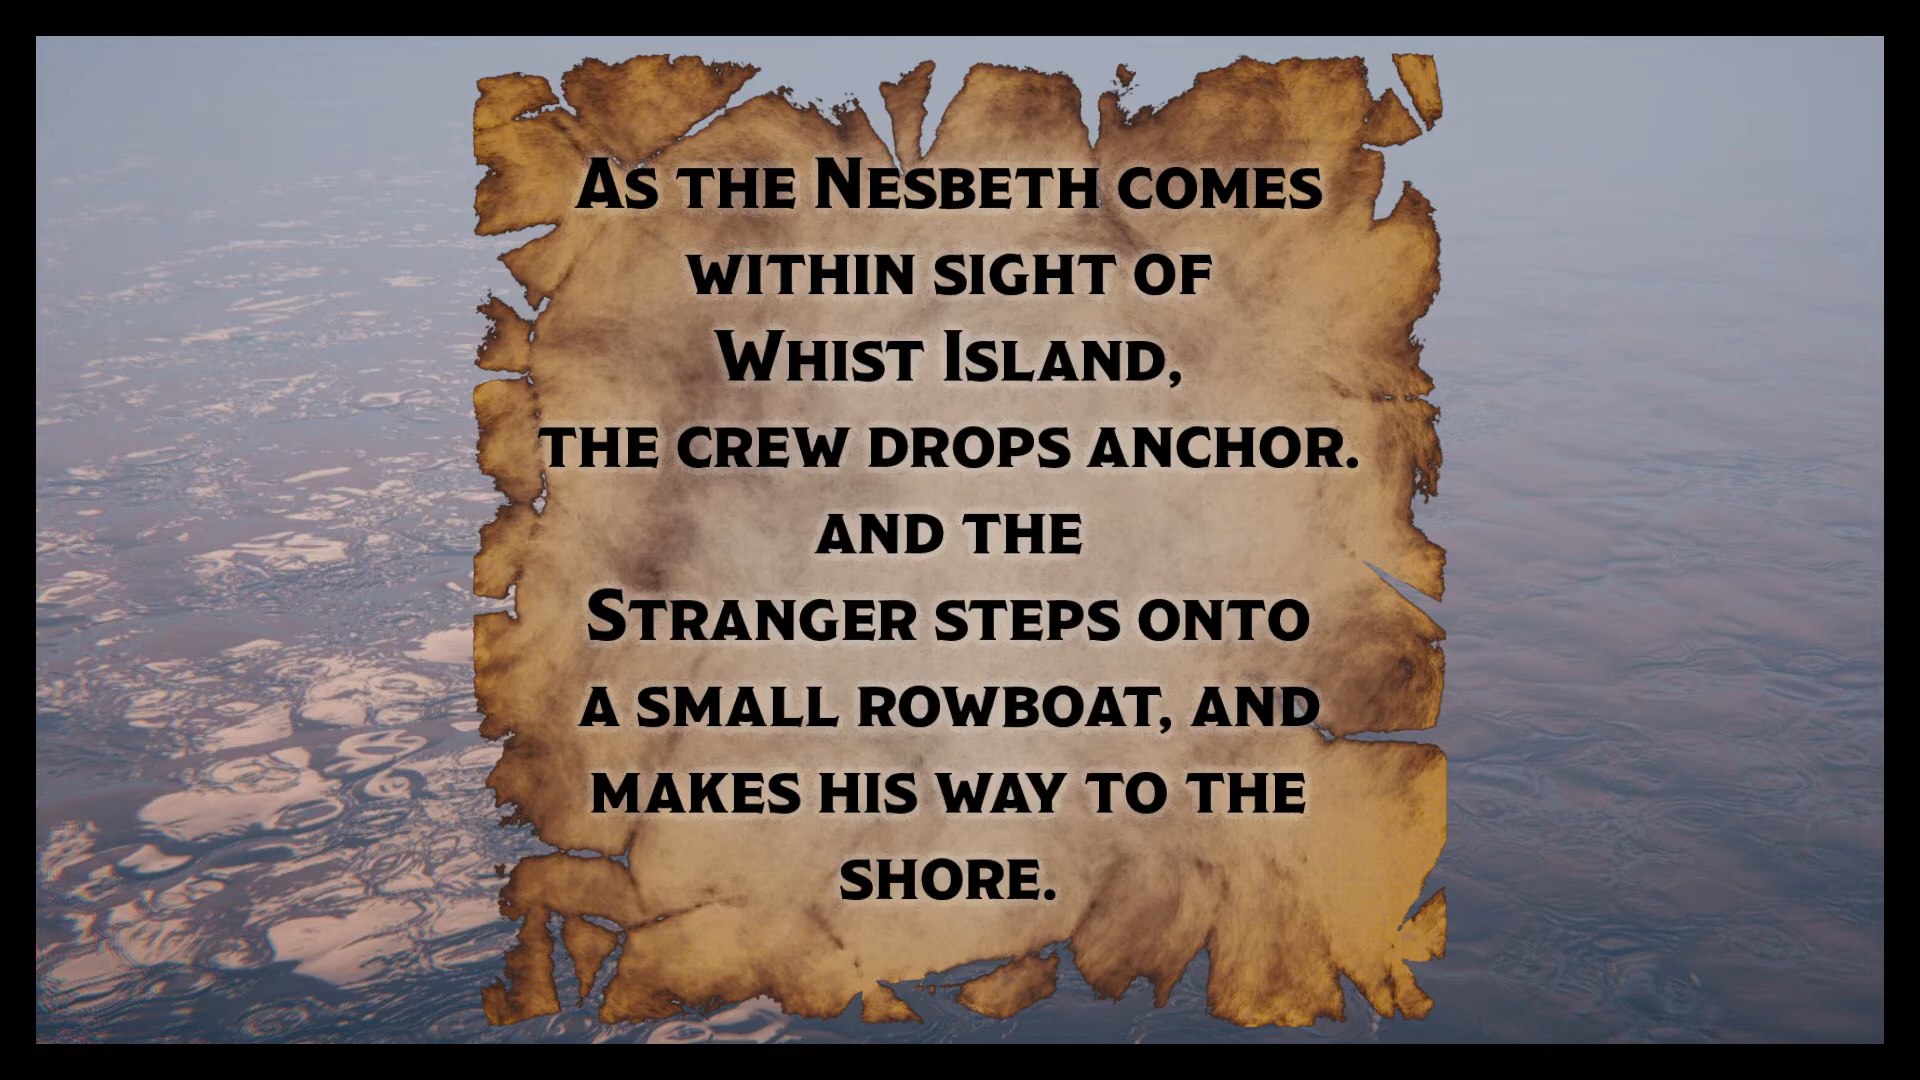 As the Nesbeth comes
within sight of
Whist Island,
the crew drops anchor.
and the
Stranger steps onto
a small rowboat, and
makes his way to the
shore.